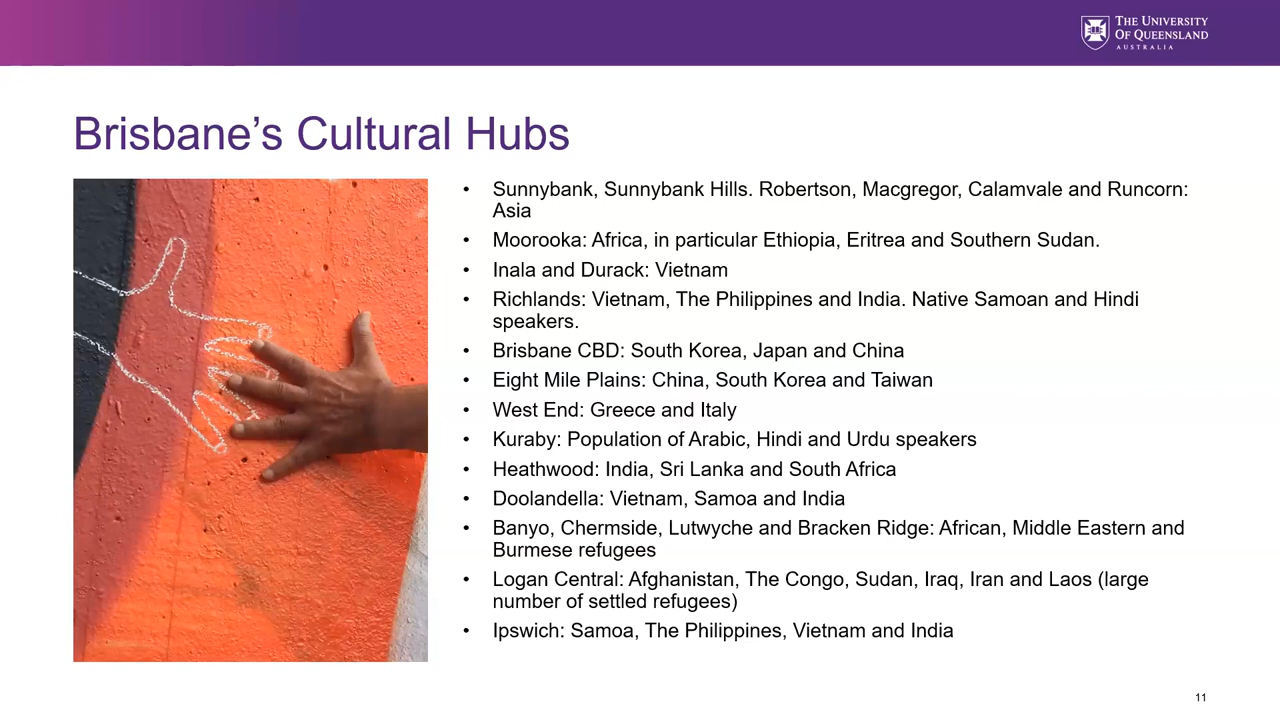 THE UNIVERSITY
OF QUEENSLAND
AUSTRALIA
Brisbane’s Cultural Hubs
• Sunnybank, Sunnybank Hills. Robertson, Macgregor, Calamvale and Runcorn:
Asia
• Moorooka: Africa, in particular Ethiopia, Eritrea and Southern Sudan.
• Inala and Durack: Vietnam
• Richlands: Vietnam, The Philippines and India. Native Samoan and Hindi
speakers.
• Brisbane CBD: South Korea, Japan and China
• Eight Mile Plains: China, South Korea and Taiwan
• West End: Greece and Italy
• Kuraby: Population of Arabic, Hindi and Urdu speakers
• Heathwood: India, Sri Lanka and South Africa
• Doolandella: Vietnam, Samoa and India
• Banyo, Chermside, Lutwyche and Bracken Ridge: African, Middle Eastern and
Burmese refugees
• Logan Central: Afghanistan, The Congo, Sudan, Iraq, Iran and Laos (large
number of settled refugees)
• Ipswich: Samoa, The Philippines, Vietnam and India
11